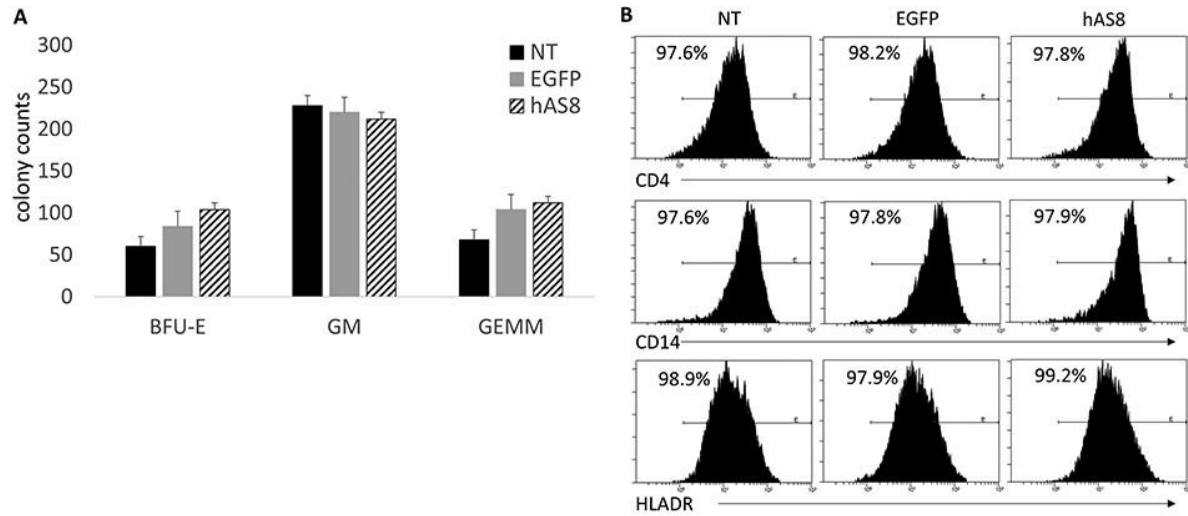 A
300
250
200
150
100
50
0
colony counts
NT
EGFP
hAS8
BFU-E GM GEMM
B
NT EGFP hAS8
97.6% 98.2% 97.8%
CD4
97.6% 97.8% 97.9%
CD14
98.9% 97.9% 99.2%
HLADR